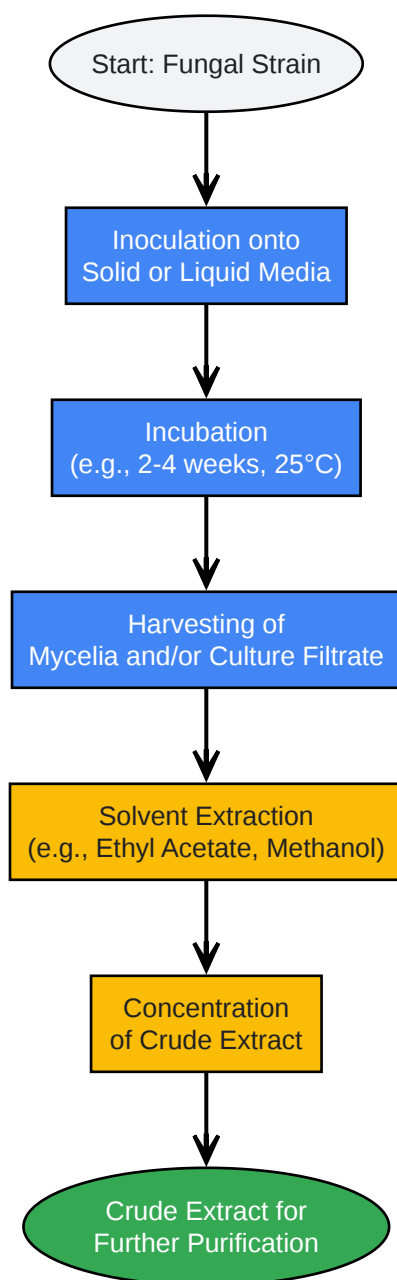 Start: Fungal Strain
Inoculation onto
Solid or Liquid Media
Incubation
(e.g., 2-4 weeks, 25°C)
Harvesting of
Mycelia and/or Culture Filtrate
Solvent Extraction
(e.g., Ethyl Acetate, Methanol)
Concentration
of Crude Extract
Crude Extract for
Further Purification